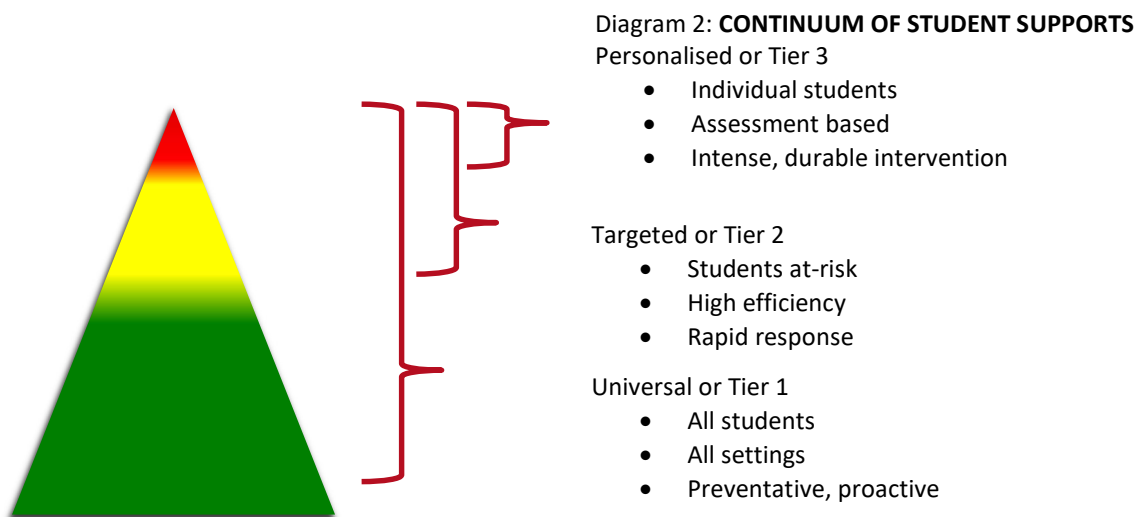 Diagram 2: CONTINUUM OF STUDENT SUPPORTS
Personalised or Tier 3
• Individual students
• Assessment based
• Intense, durable intervention
Targeted or Tier 2
• Students at-risk
• High efficiency
• Rapid response
Universal or Tier 1
• All students
• All settings
• Preventative, proactive